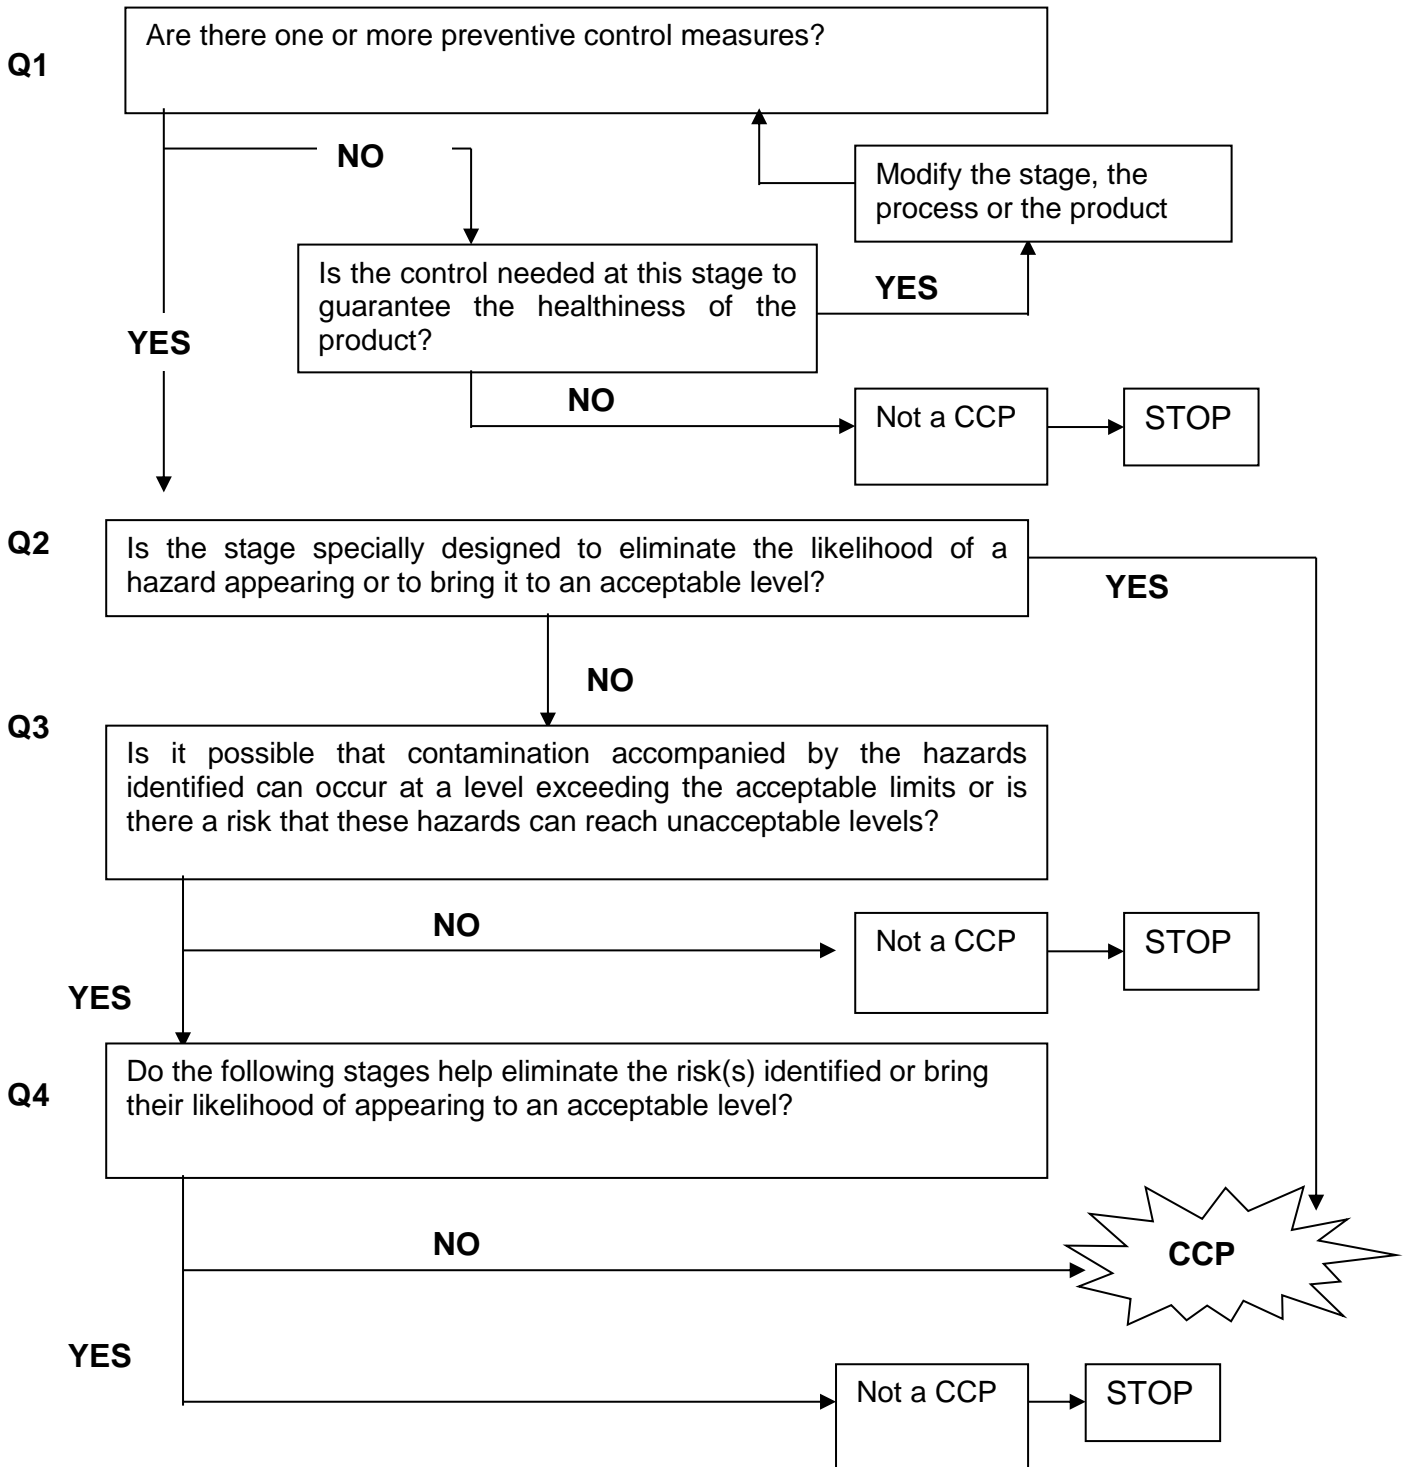 Q1
Are there one or more preventive control measures?
NO
Modify the stage, the
process or the product
Is the control needed at this stage to
guarantee the healthiness of the
product?
YES
YES
NO
Not a CCP
STOP
Q2
Is the stage specially designed to eliminate the likelihood of a
hazard appearing or to bring it to an acceptable level?
YES
NO
Q3
Is it possible that contamination accompanied by the hazards
identified can occur at a level exceeding the acceptable limits or is
there a risk that these hazards can reach unacceptable levels?
NO
Not a CCP
STOP
YES
Q4
Do the following stages help eliminate the risk(s) identified or bring
their likelihood of appearing to an acceptable level?
NO
CCP
YES
Not a CCP
STOP